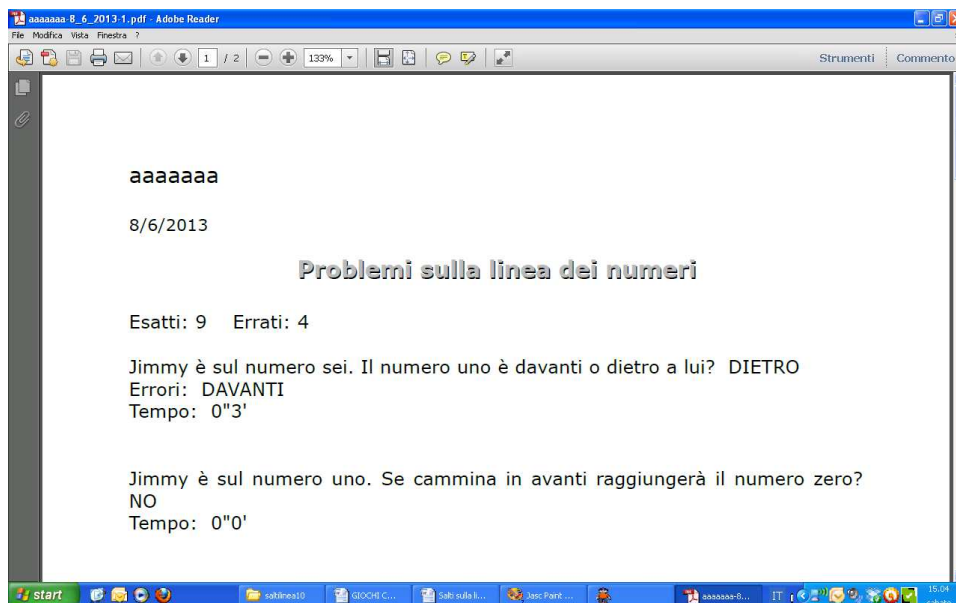 aaaaaaa-8_6_2013-1.pdf - Adobe Reader
File Modifica Vista Finestra ?
1 / 2 133% Strumenti Commento
aaaaaaa
8/6/2013
Problemi sulla linea dei numeri
Esatti: 9 Errati: 4
Jimmy è sul numero sei. Il numero uno è davanti o dietro a lui? DIETRO
Errori: DAVANTI
Tempo: 0"3'
Jimmy è sul numero uno. Se cammina in avanti raggiungerà il numero zero?
NO
Tempo: 0"0'
start saltilinea10 GIOCHI C... Salti sulla li... Jasc Paint ... aaaaaaa-8... IT 15.04
sabato